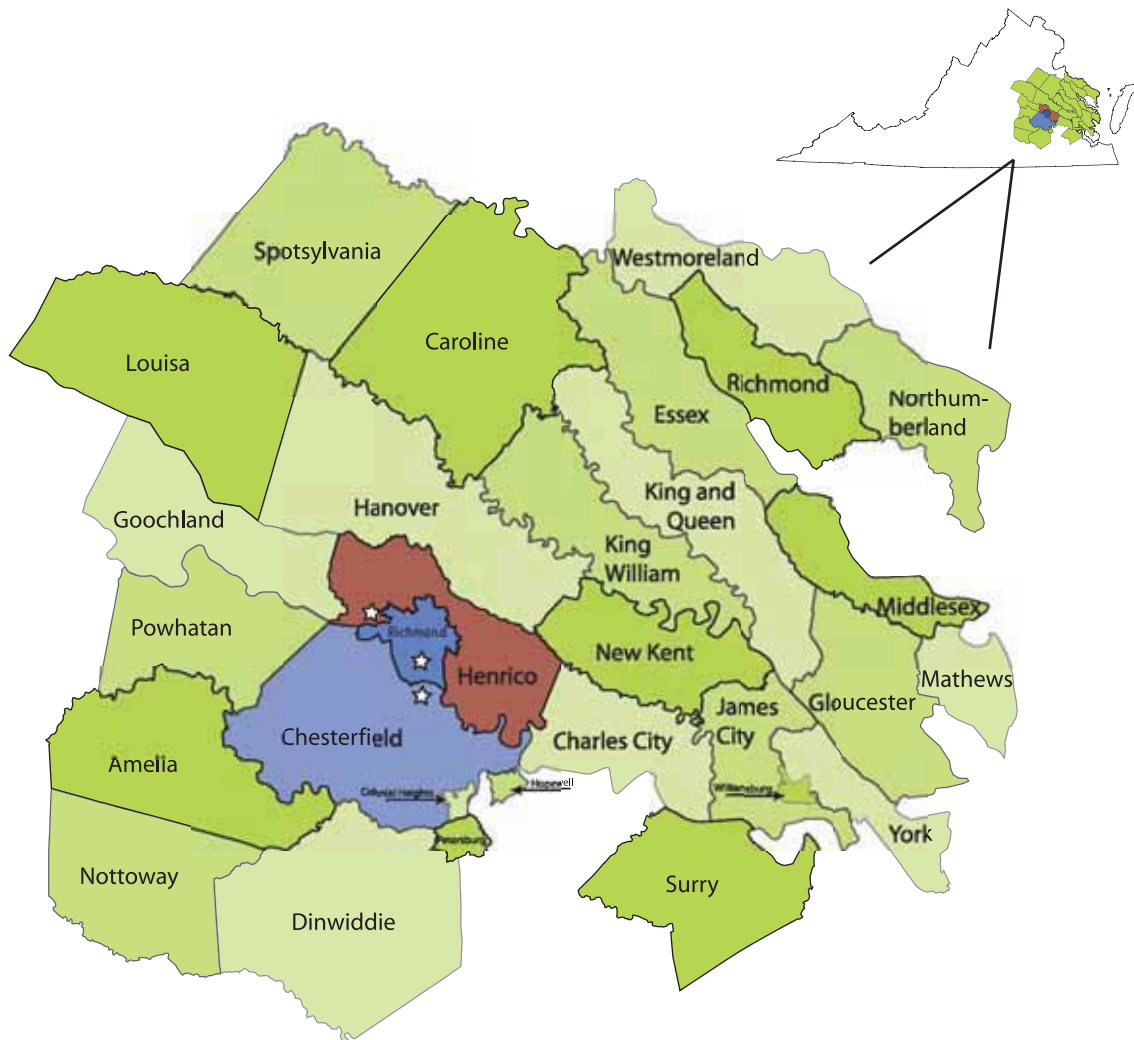 Spotsylvania
Westmoreland
Caroline
Louisa
Richmond
Northum-
berland
Essex
King and
Queen
Hanover
Goochland
King
William
Middlesex
Powhatan
Richmond
New Kent
Henrico
Mathews
Gloucester
James
City
Chesterfield
Charles City
Amelia
Hopewell
Colonial Heights
Williamsburg
York
Petersburg
Nottoway
Surry
Dinwiddie